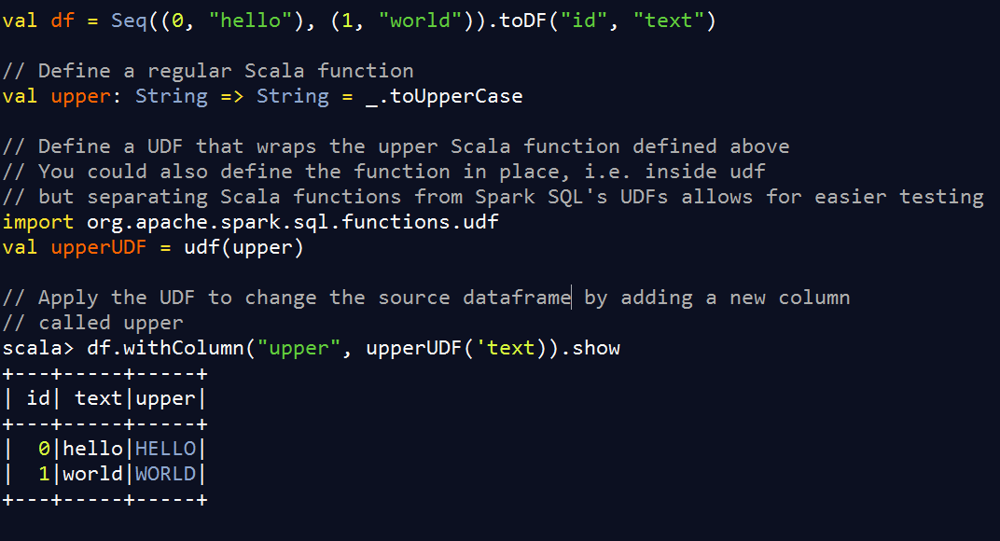 val df = Seq((0, "hello"), (1, "world")).toDF("id", "text")
// Define a regular Scala function
val upper: String => String = _.toUpperCase
// Define a UDF that wraps the upper Scala function defined above
// You could also define the function in place, i.e. inside udf
// but separating Scala functions from Spark SQL's UDFs allows for easier testing
import org.apache.spark.sql.functions.udf
val upperUDF = udf(upper)
// Apply the UDF to change the source dataframe by adding a new column
// called upper
scala> df.withColumn("upper", upperUDF('text)).show
+---+-----+-----+
| id| text|upper|
+---+-----+-----+
|  0|hello|HELLO|
|  1|world|WORLD|
+---+-----+-----+